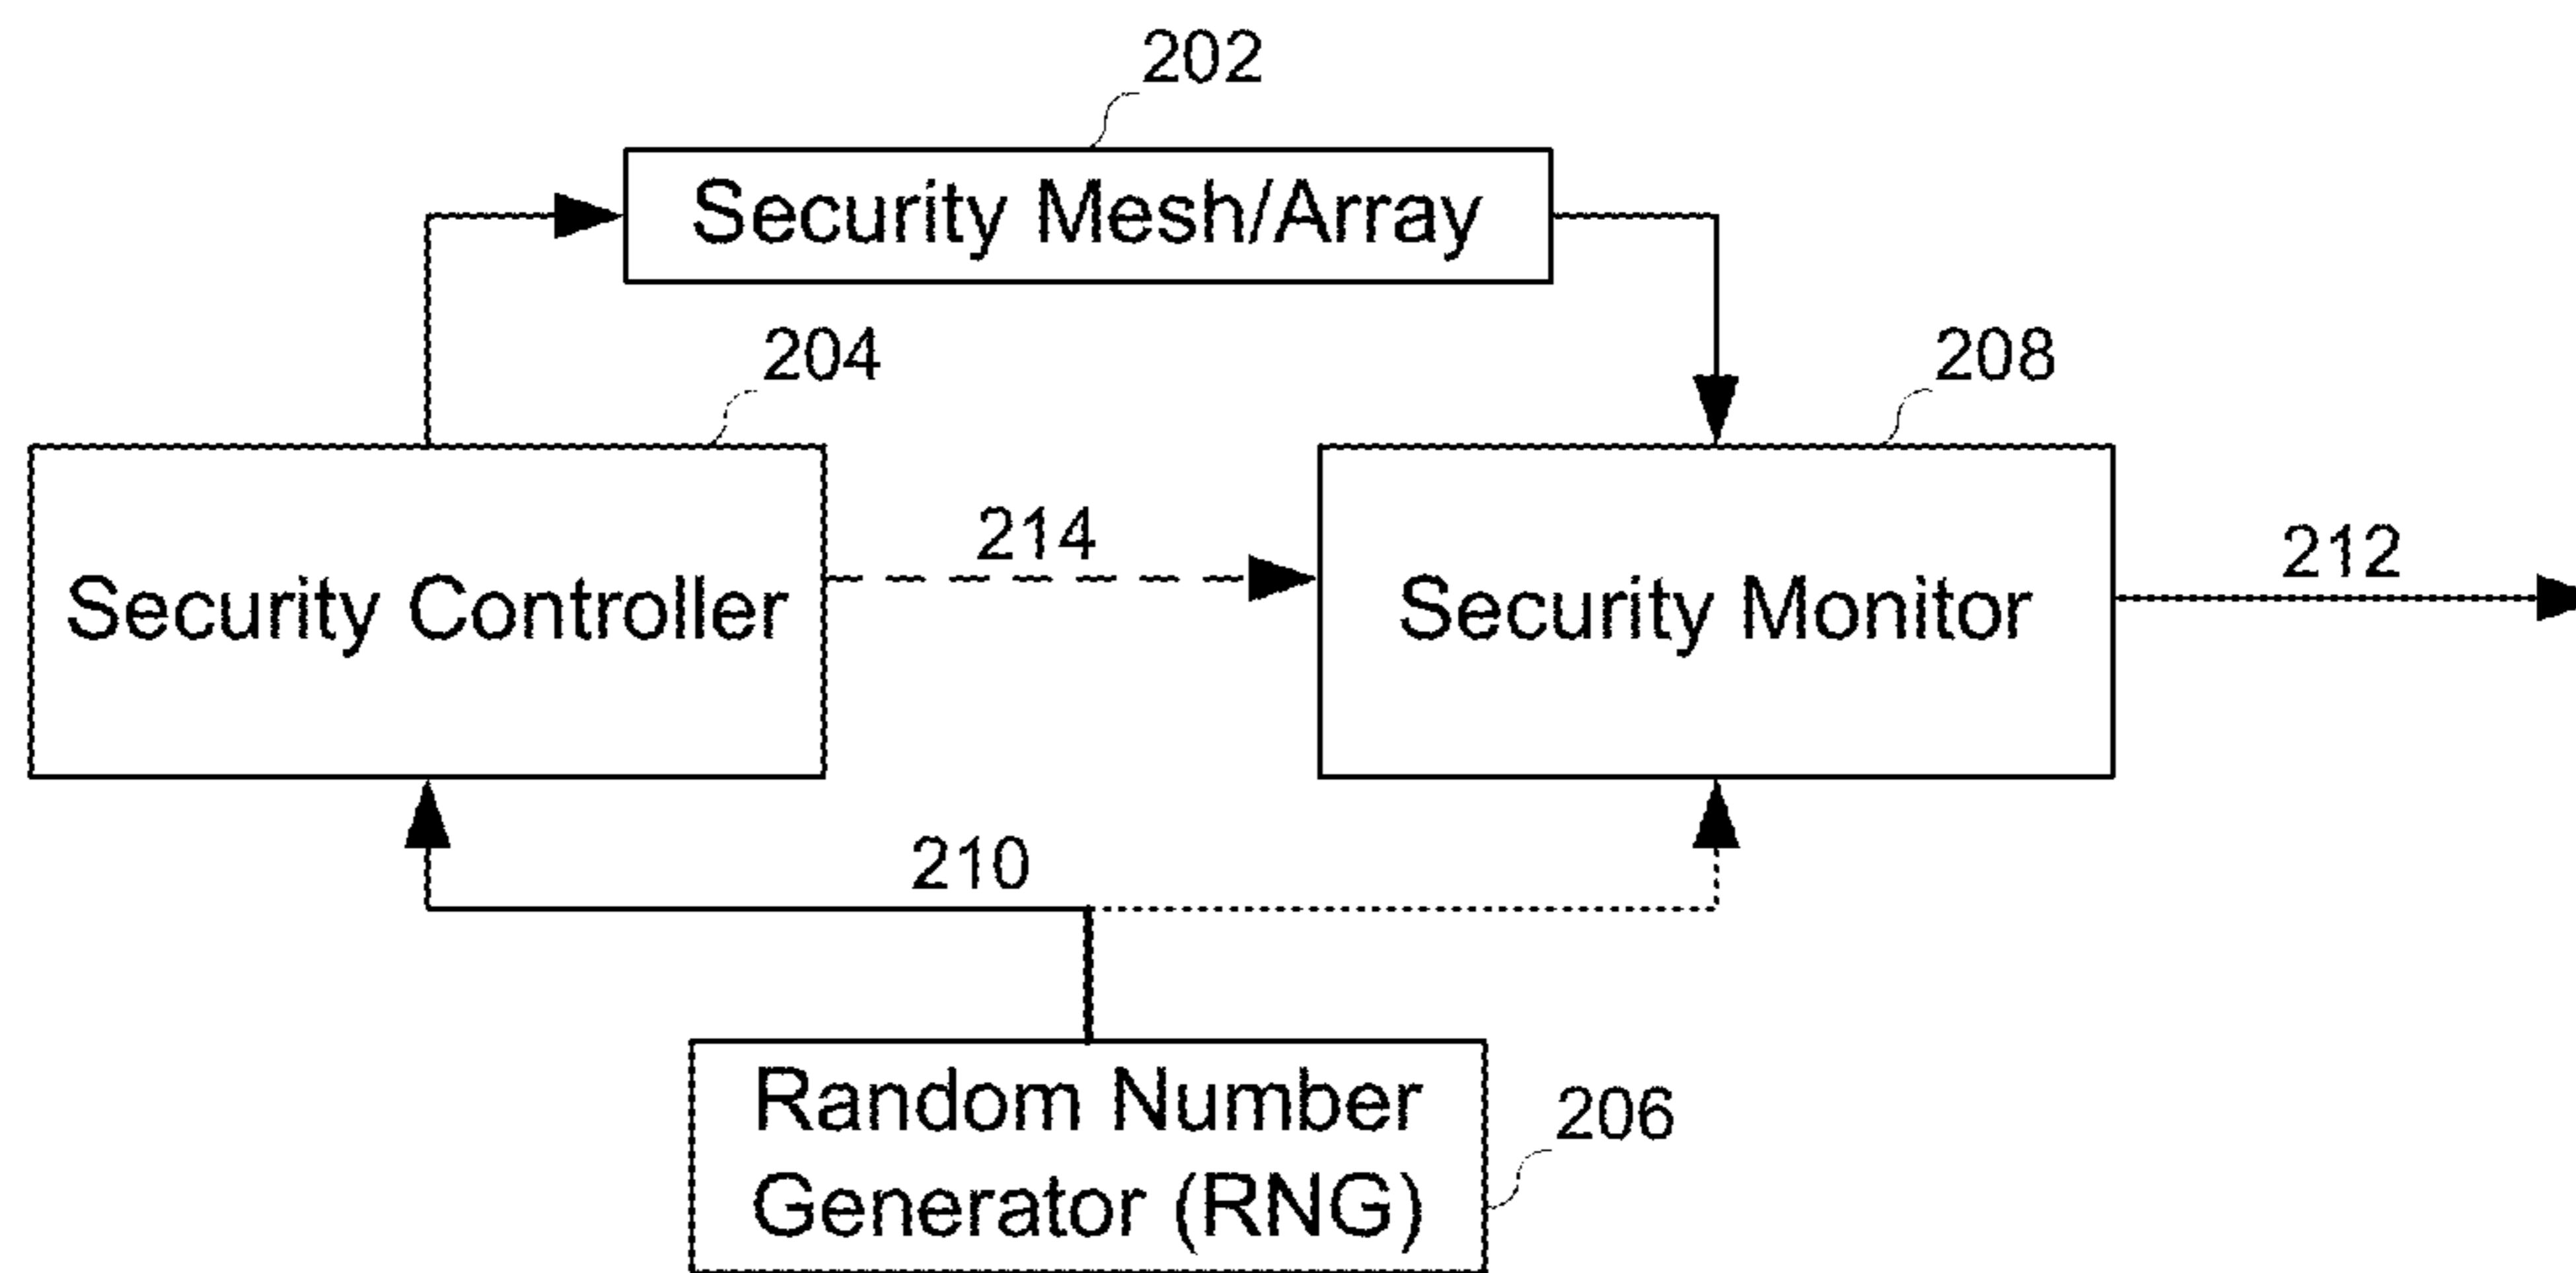 202
Security Mesh/Array
204
208
214
212
Security Controller
Security Monitor
210
Random Number
Generator (RNG)
206